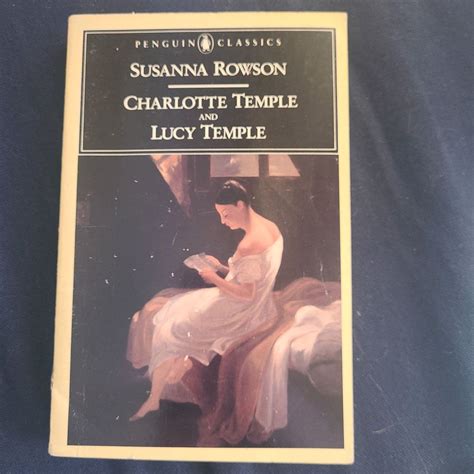 PENGUIN CLASSICS
SUSANNA ROWSON
CHARLOTTE TEMPLE
AND
LUCY TEMPLE